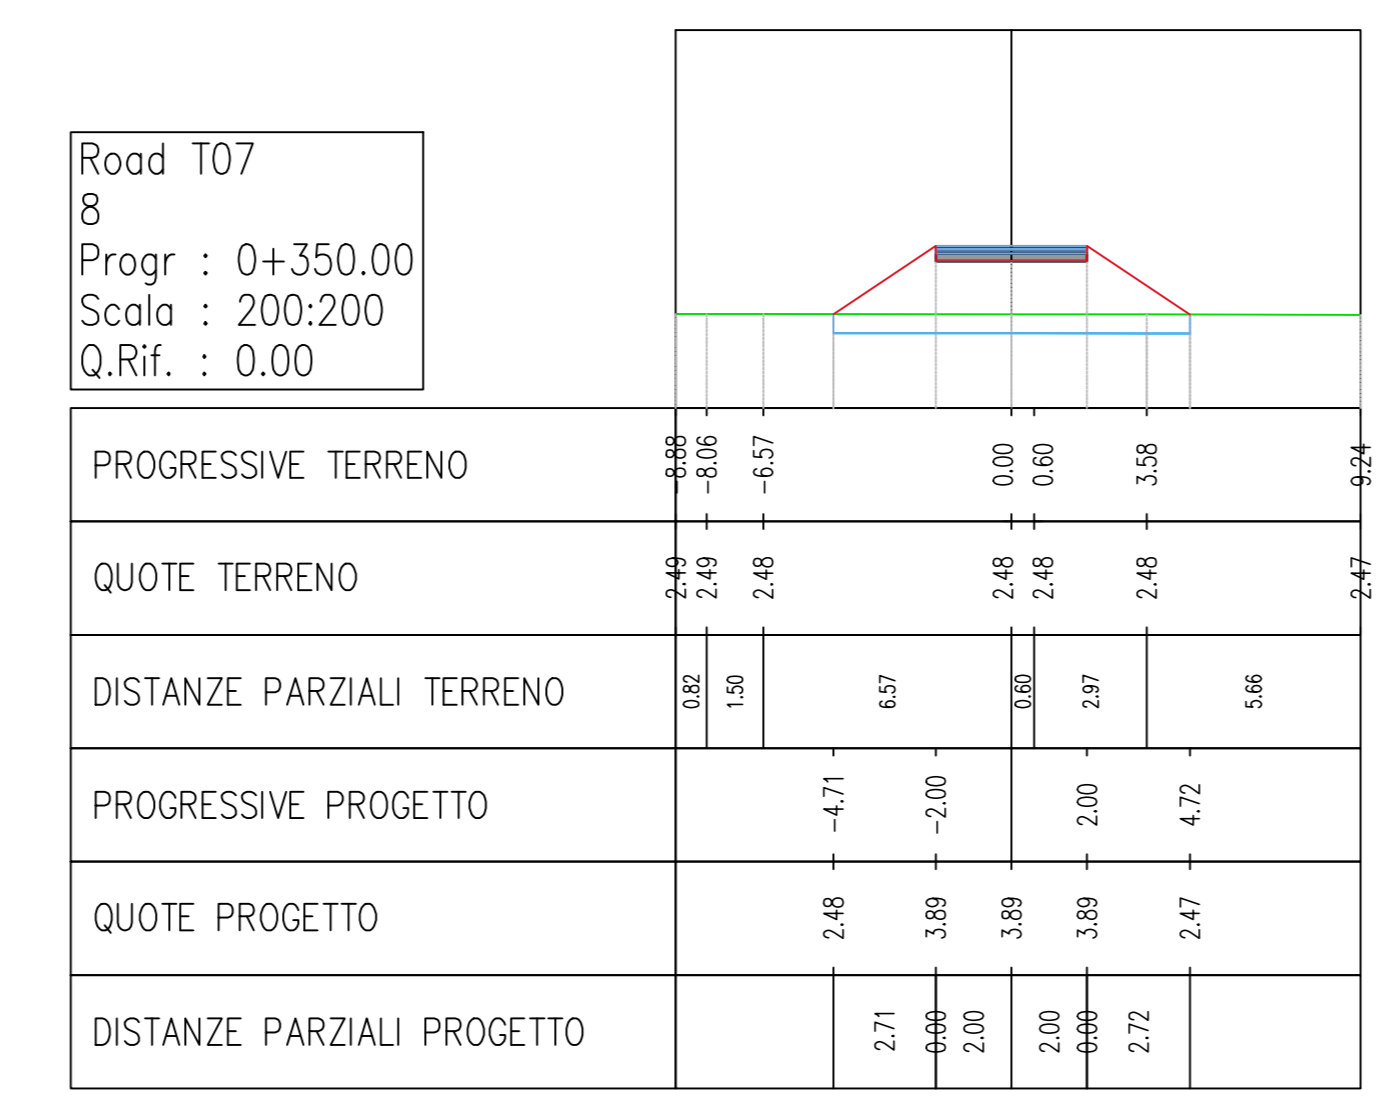 Road T07
8
Progr : 0+350.00
Scala : 200:200
Q.Rif. : 0.00
PROGRESSIVE TERRENO -8.88 -8.06 -6.57 0.00 0.60 3.58 9.24
QUOTE TERRENO 2.49 2.49 2.48 2.48 2.48 2.48 2.47
DISTANZE PARZIALI TERRENO 0.82 1.50 6.57 0.60 2.97 5.66
PROGRESSIVE PROGETTO -4.71 -2.00 2.00 4.72
QUOTE PROGETTO 2.48 3.89 3.89 3.89 2.47
DISTANZE PARZIALI PROGETTO 2.71 0.00 2.00 2.00 0.00 2.72